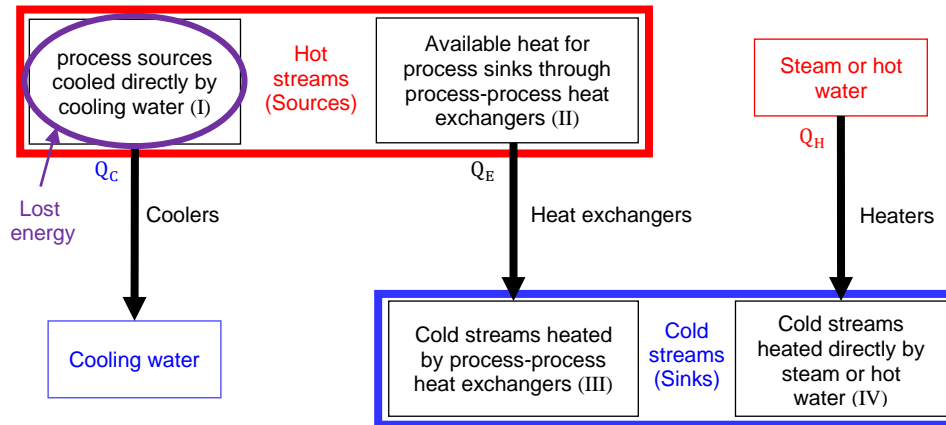 process sources
cooled directly by
cooling water (I)
Hot
streams
(Sources)
Available heat for
process sinks through
process-process heat
exchangers (II)
Steam or hot
water
Q_C
Q_E
Q_H
Lost
energy
Coolers
Heat exchangers
Heaters
Cooling water
Cold streams heated
by process-process
heat exchangers (III)
Cold
streams
(Sinks)
Cold streams
heated directly by
steam or hot
water (IV)